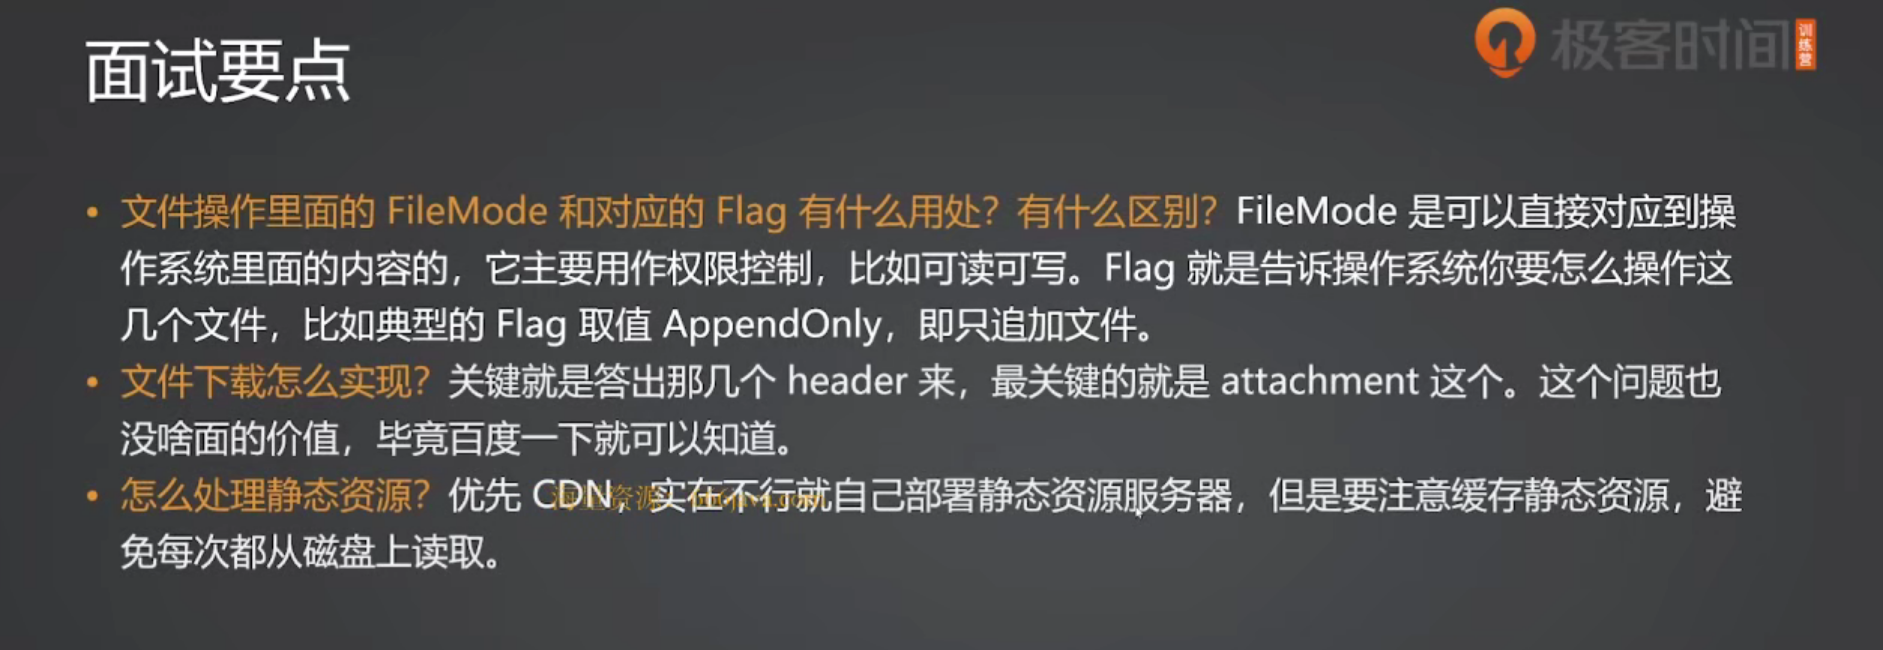 面试要点
极客时间
训练营
• 文件操作里面的 FileMode 和对应的 Flag 有什么用处？有什么区别？FileMode 是可以直接对应到操
作系统里面的内容的，它主要用作权限控制，比如可读可写。Flag 就是告诉操作系统你要怎么操作这
几个文件，比如典型的 Flag 取值 AppendOnly，即只追加文件。
• 文件下载怎么实现？关键就是答出那几个 header 来，最关键的就是 attachment 这个。这个问题也
没啥面的价值，毕竟百度一下就可以知道。
• 怎么处理静态资源？优先 CDN，实在不行就自己部署静态资源服务器，但是要注意缓存静态资源，避
免每次都从磁盘上读取。